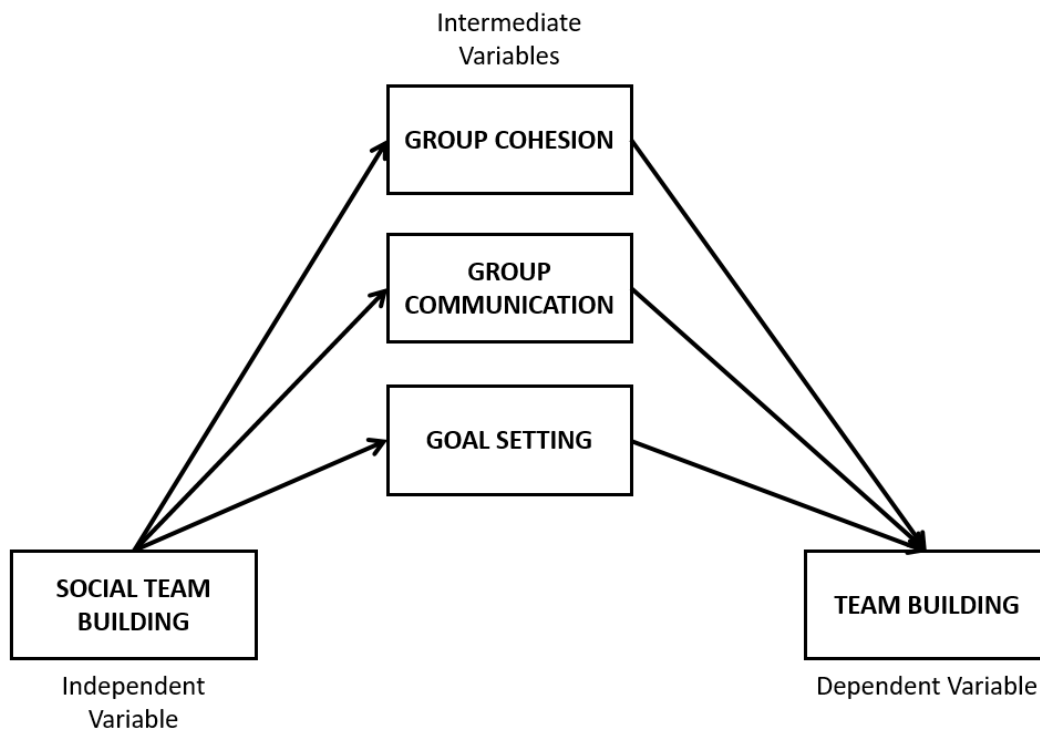 Intermediate
Variables
GROUP COHESION
GROUP
COMMUNICATION
GOAL SETTING
SOCIAL TEAM
BUILDING
Independent
Variable
TEAM BUILDING
Dependent Variable